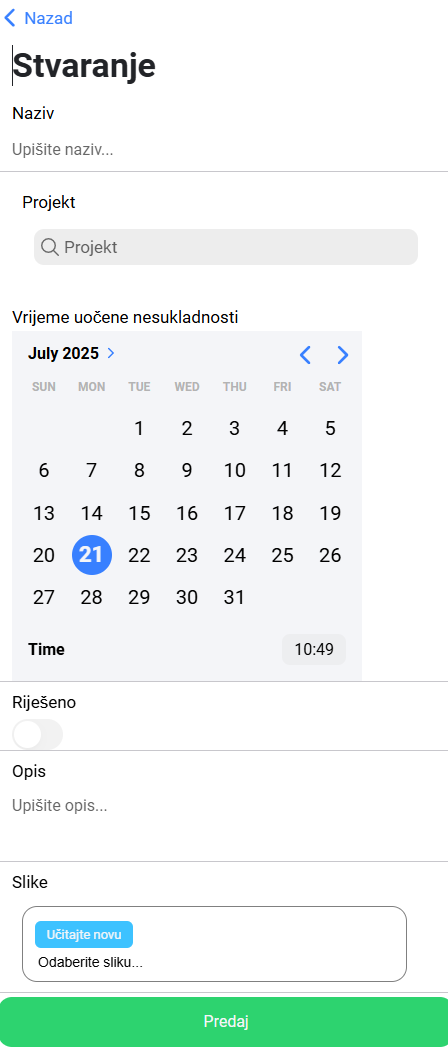 Nazad
Stvaranje
Naziv
Upišite naziv...
Projekt
Projekt
Vrijeme uočene nesukladnosti
July 2025
SUN MON TUE WED THU FRI SAT
1 2 3 4 5
6 7 8 9 10 11 12
13 14 15 16 17 18 19
20 21 22 23 24 25 26
27 28 29 30 31
Time 10:49
Riješeno
Opis
Upišite opis...
Slike
Učitajte novu
Odaberite sliku...
Predaj